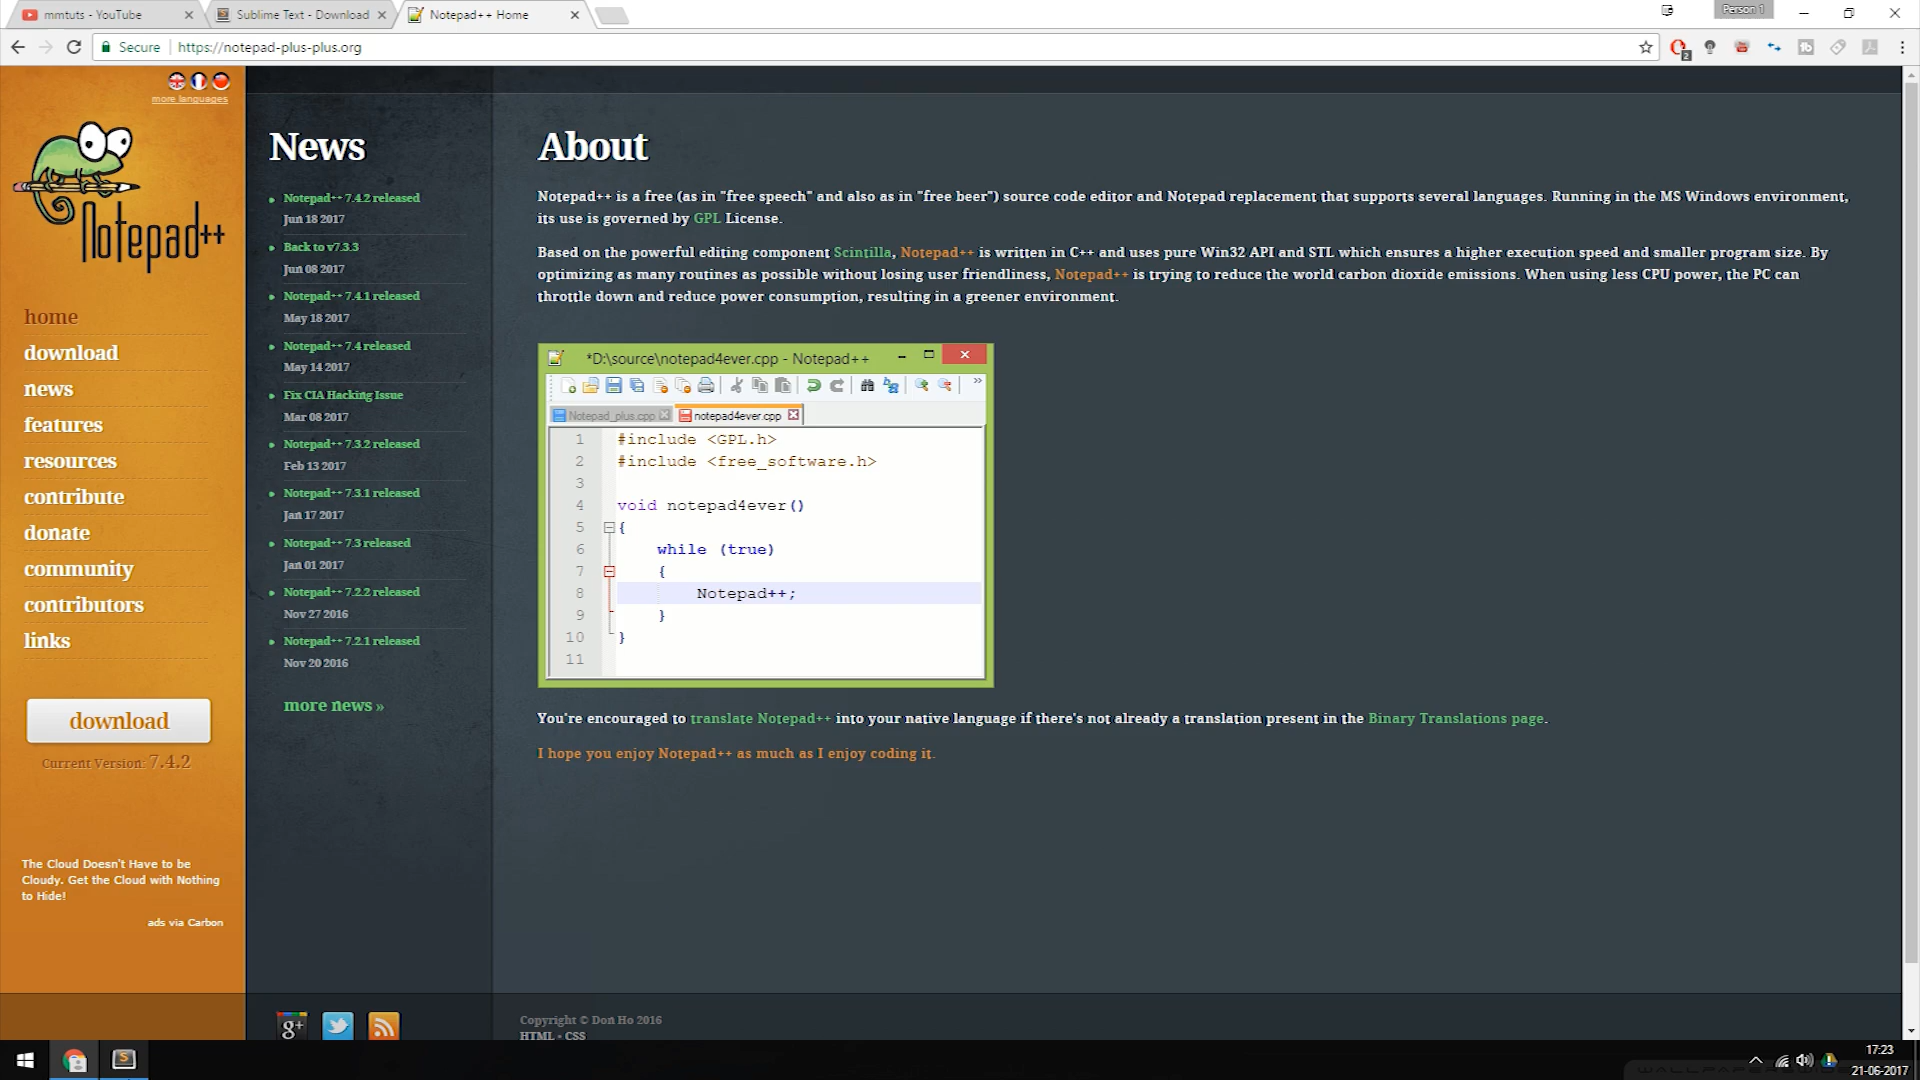 mmtuts - YouTube
Sublime Text - Download
Notepad++ Home
Person 1
Secure
https://notepad-plus-plus.org
2
more languages
Notepad++
home
download
news
features
resources
contribute
donate
community
contributors
links
download
Current Version: 7.4.2
The Cloud Doesn't Have to be
Cloudy. Get the Cloud with Nothing
to Hide!
ads via Carbon
News
Notepad++ 7.4.2 released
Jun 18 2017
Back to v7.3.3
Jun 08 2017
Notepad++ 7.4.1 released
May 18 2017
Notepad++ 7.4 released
May 14 2017
Fix CIA Hacking Issue
Mar 08 2017
Notepad++ 7.3.2 released
Feb 13 2017
Notepad++ 7.3.1 released
Jan 17 2017
Notepad++ 7.3 released
Jan 01 2017
Notepad++ 7.2.2 released
Nov 27 2016
Notepad++ 7.2.1 released
Nov 20 2016
more news »
About
Notepad++ is a free (as in "free speech" and also as in "free beer") source code editor and Notepad replacement that supports several languages. Running in the MS Windows environment,
its use is governed by GPL License.
Based on the powerful editing component Scintilla, Notepad++ is written in C++ and uses pure Win32 API and STL which ensures a higher execution speed and smaller program size. By
optimizing as many routines as possible without losing user friendliness, Notepad++ is trying to reduce the world carbon dioxide emissions. When using less CPU power, the PC can
throttle down and reduce power consumption, resulting in a greener environment.
*D:\source\notepad4ever.cpp - Notepad++
Notepad_plus.cpp
notepad4ever.cpp
1 #include <GPL.h>
2 #include <free_software.h>
3
4 void notepad4ever()
5 {
6 while (true)
7 {
8 Notepad++;
9 }
10 }
11
You're encouraged to translate Notepad++ into your native language if there's not already a translation present in the Binary Translations page.
I hope you enjoy Notepad++ as much as I enjoy coding it.
g+
Copyright © Don Ho 2016
HTML - CSS
17:23
21-06-2017